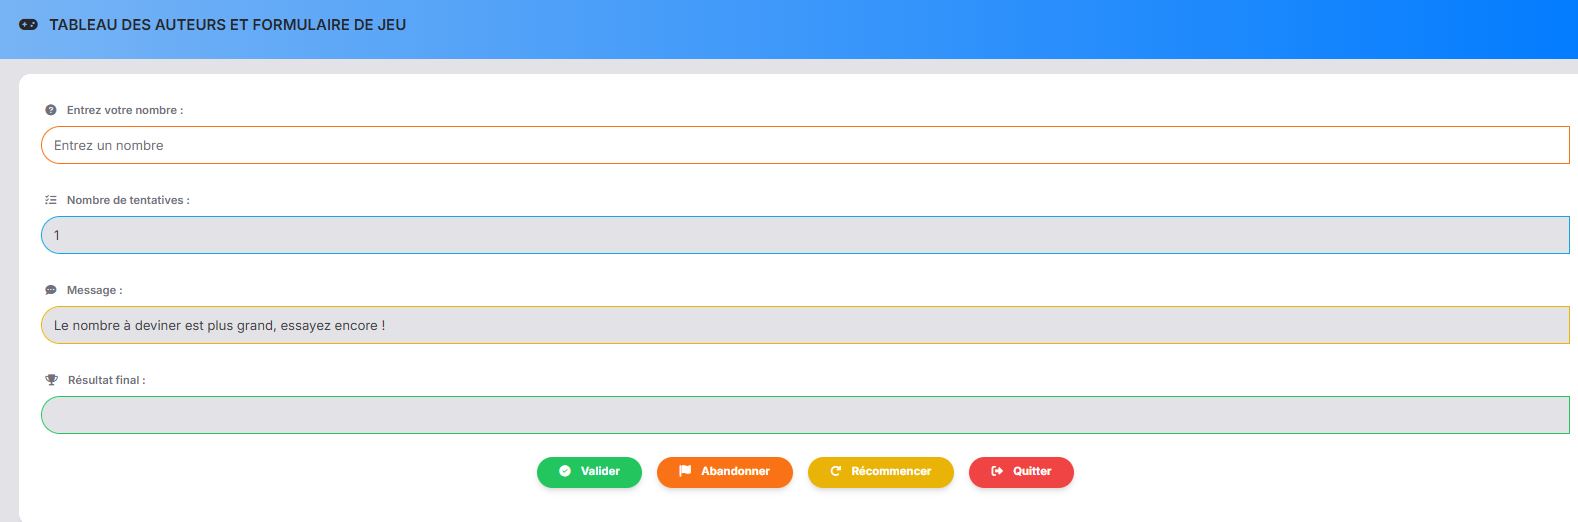 TABLEAU DES AUTEURS ET FORMULAIRE DE JEU
Entrez votre nombre :
Entrez un nombre
Nombre de tentatives :
1
Message :
Le nombre à deviner est plus grand, essayez encore !
Résultat final :
Valider Abandonner Récommencer Quitter